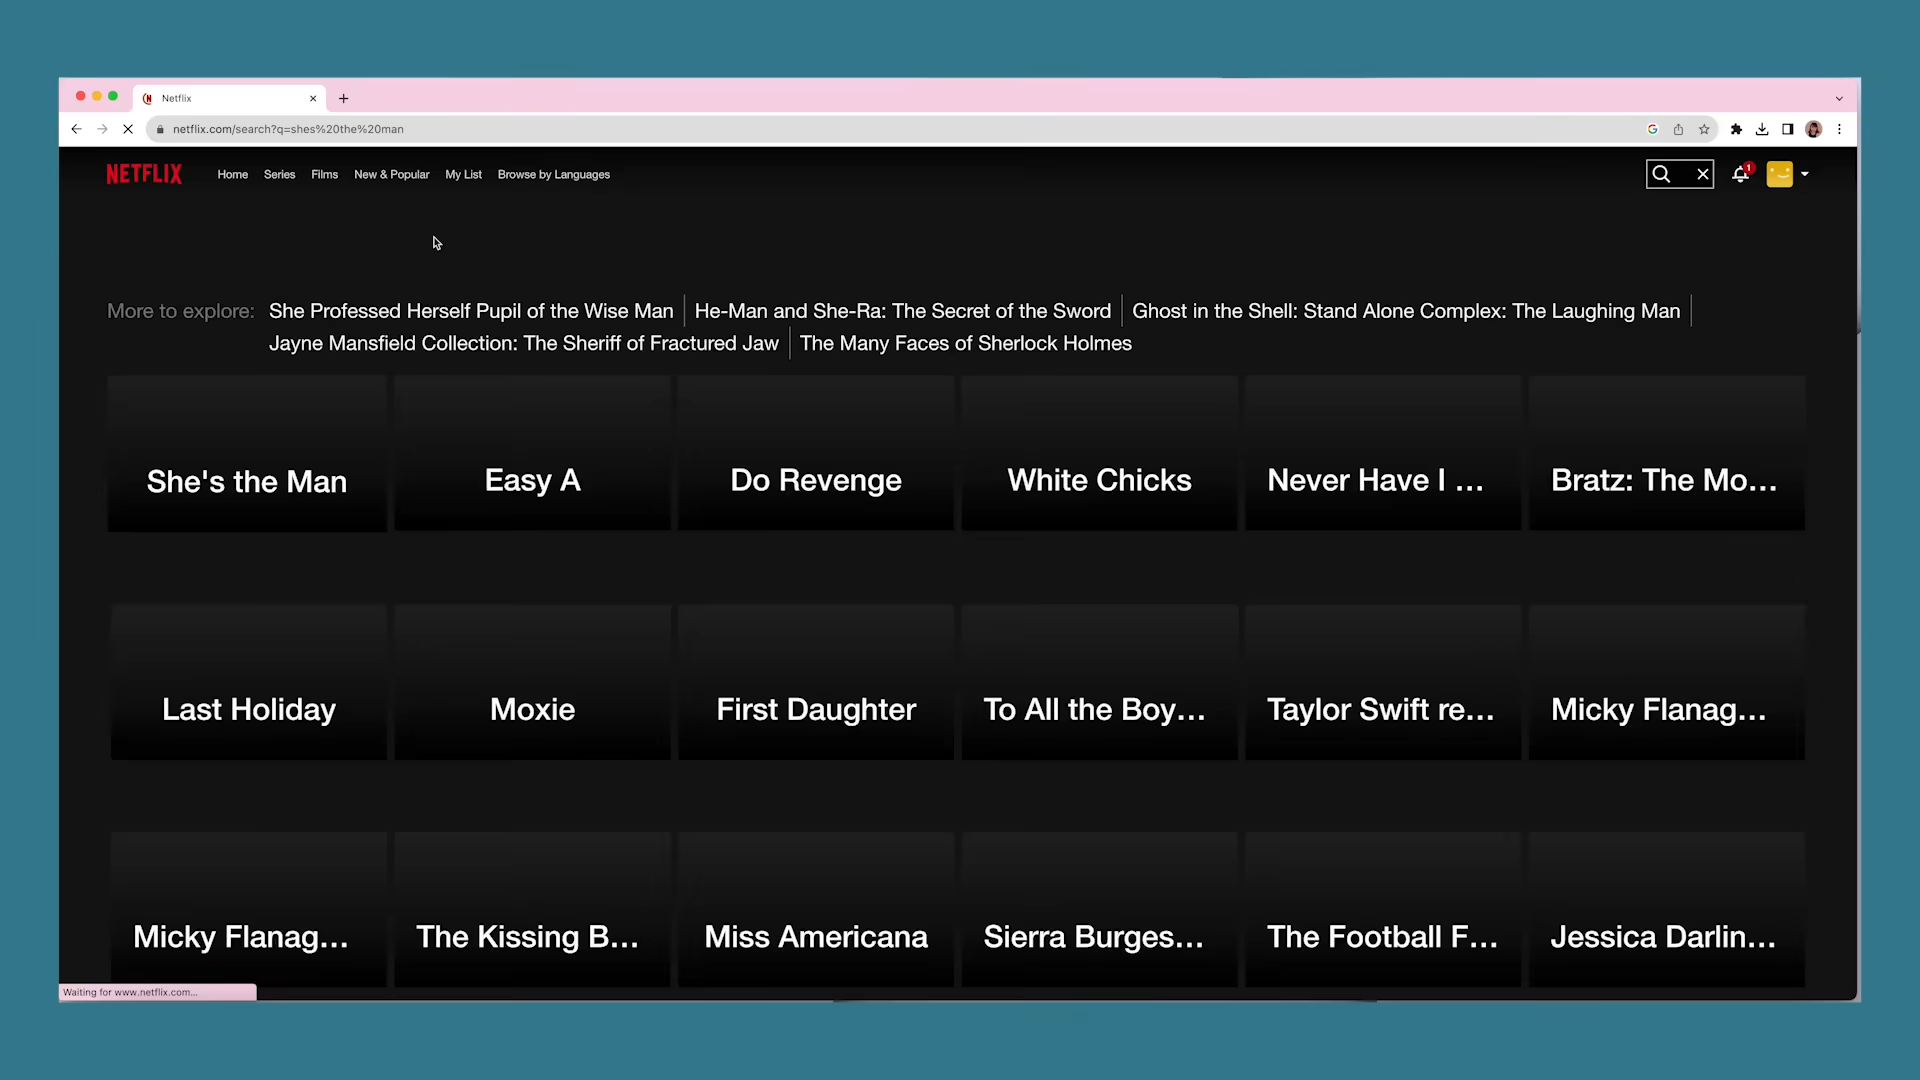 Netflix
netflix.com/search?q=shes%20the%20man
NETFLIX Home Series Films New & Popular My List Browse by Languages 1
More to explore: She Professed Herself Pupil of the Wise Man He-Man and She-Ra: The Secret of the Sword Ghost in the Shell: Stand Alone Complex: The Laughing Man
Jayne Mansfield Collection: The Sheriff of Fractured Jaw The Many Faces of Sherlock Holmes
She's the Man Easy A Do Revenge White Chicks Never Have I ... Bratz: The Mo...
Last Holiday Moxie First Daughter To All the Boy... Taylor Swift re... Micky Flanag...
Micky Flanag... The Kissing B... Miss Americana Sierra Burges... The Football F... Jessica Darlin...
Waiting for www.netflix.com...